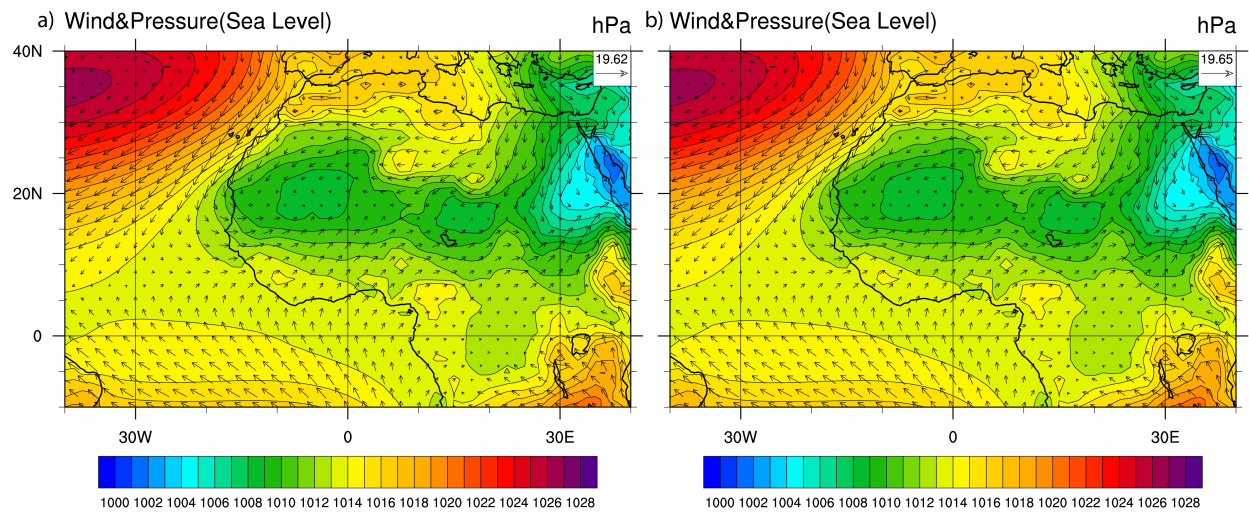 a) Wind&Pressure(Sea Level) hPa
b) Wind&Pressure(Sea Level) hPa
40N
20N
0
19.62
19.65
30W 0 30E
30W 0 30E
1000 1002 1004 1006 1008 1010 1012 1014 1016 1018 1020 1022 1024 1026 1028
1000 1002 1004 1006 1008 1010 1012 1014 1016 1018 1020 1022 1024 1026 1028